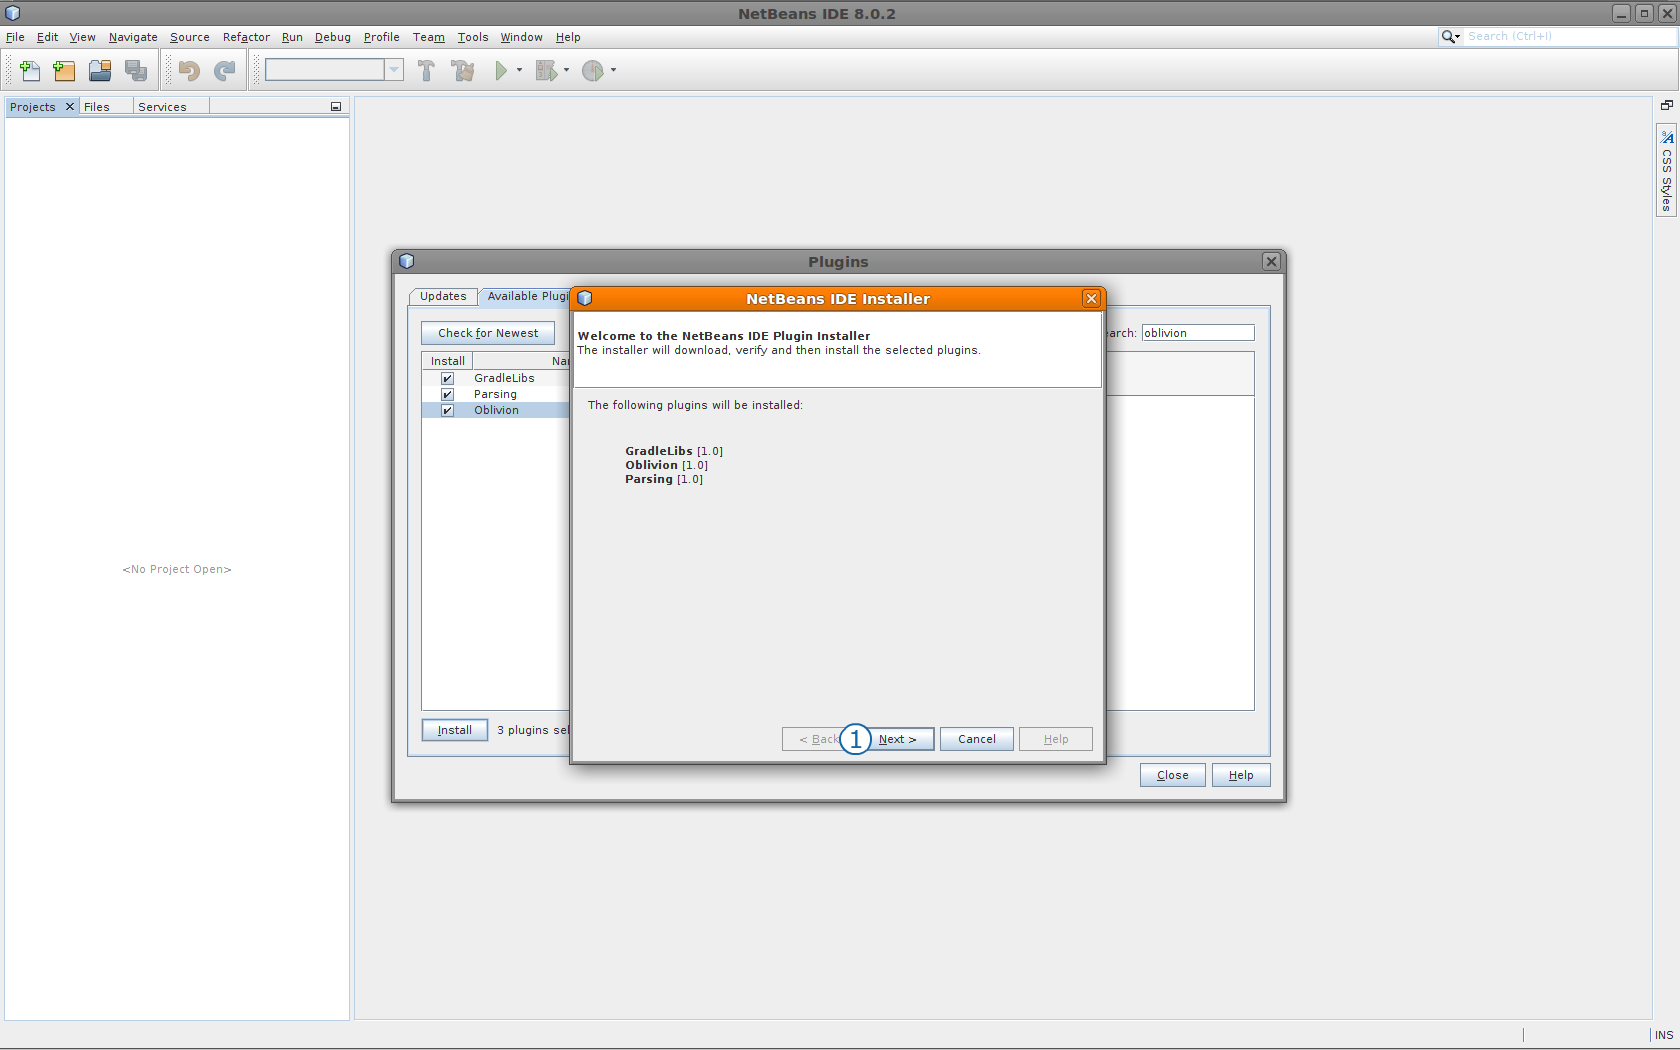 NetBeans IDE 8.0.2
File Edit View Navigate Source Refactor Run Debug Profile Team Tools Window Help
Search (Ctrl+I)
Projects Files Services
CSS Styles
<No Project Open>
Plugins
Updates Available Plugi
Check for Newest
arch: oblivion
Install Na
GradleLibs
Parsing
Oblivion
Install 3 plugins sel
Close Help
NetBeans IDE Installer
Welcome to the NetBeans IDE Plugin Installer
The installer will download, verify and then install the selected plugins.
The following plugins will be installed:
GradleLibs [1.0]
Oblivion [1.0]
Parsing [1.0]
< Back 1 Next > Cancel Help
INS